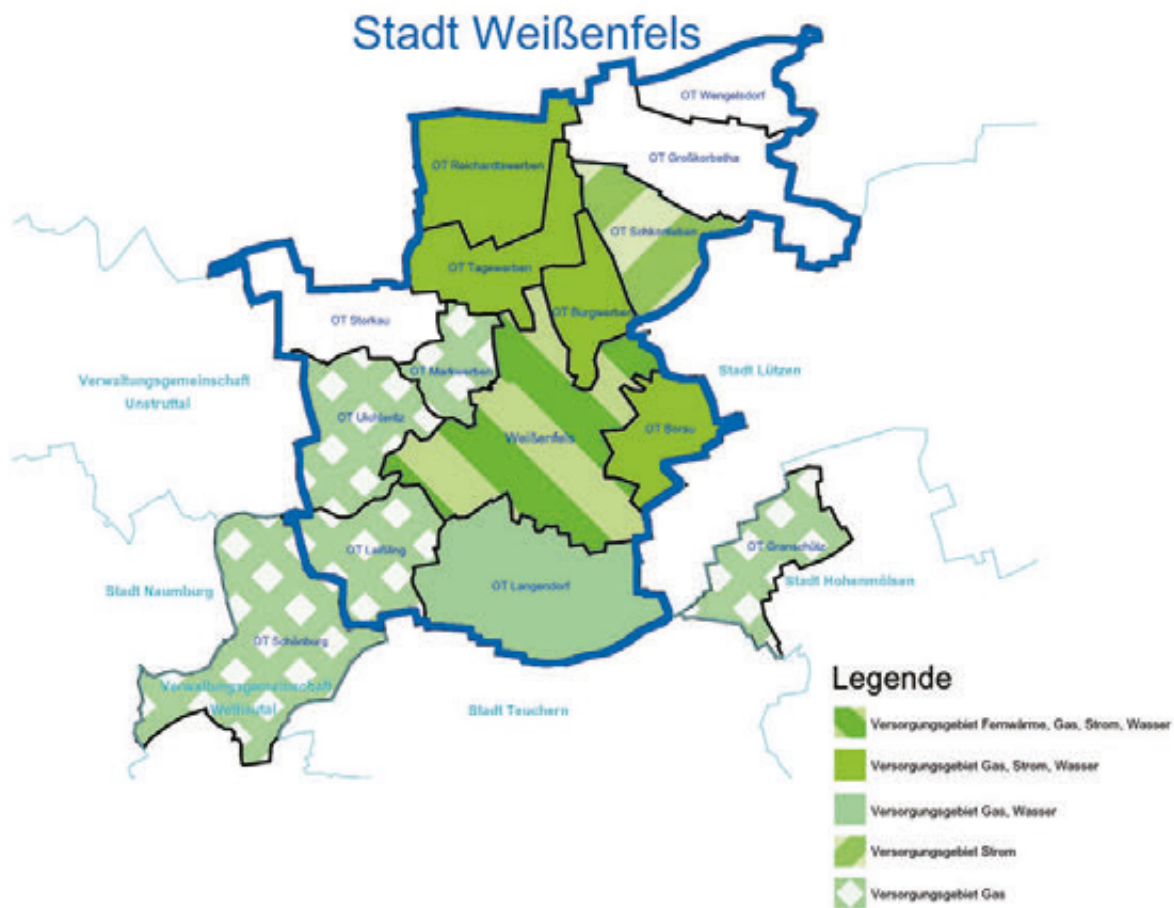 Stadt Weißenfels
OT Wengelsdorf
OT Großkorbetha
OT Reichardtswerben
OT Schkortleben
OT Tagewerben
OT Burgwerben
OT Storkau
OT Markwerben
Verwaltungsgemeinschaft
Unstruttal
Stadt Lützen
OT Uichteritz
Weißenfels
OT Borau
OT Leißling
OT Granschütz
Stadt Hohenmölsen
Stadt Naumburg
OT Langendorf
OT Schönburg
Verwaltungsgemeinschaft
Wethautal
Stadt Teuchern
Legende
Versorgungsgebiet Fernwärme, Gas, Strom, Wasser
Versorgungsgebiet Gas, Strom, Wasser
Versorgungsgebiet Gas, Wasser
Versorgungsgebiet Strom
Versorgungsgebiet Gas